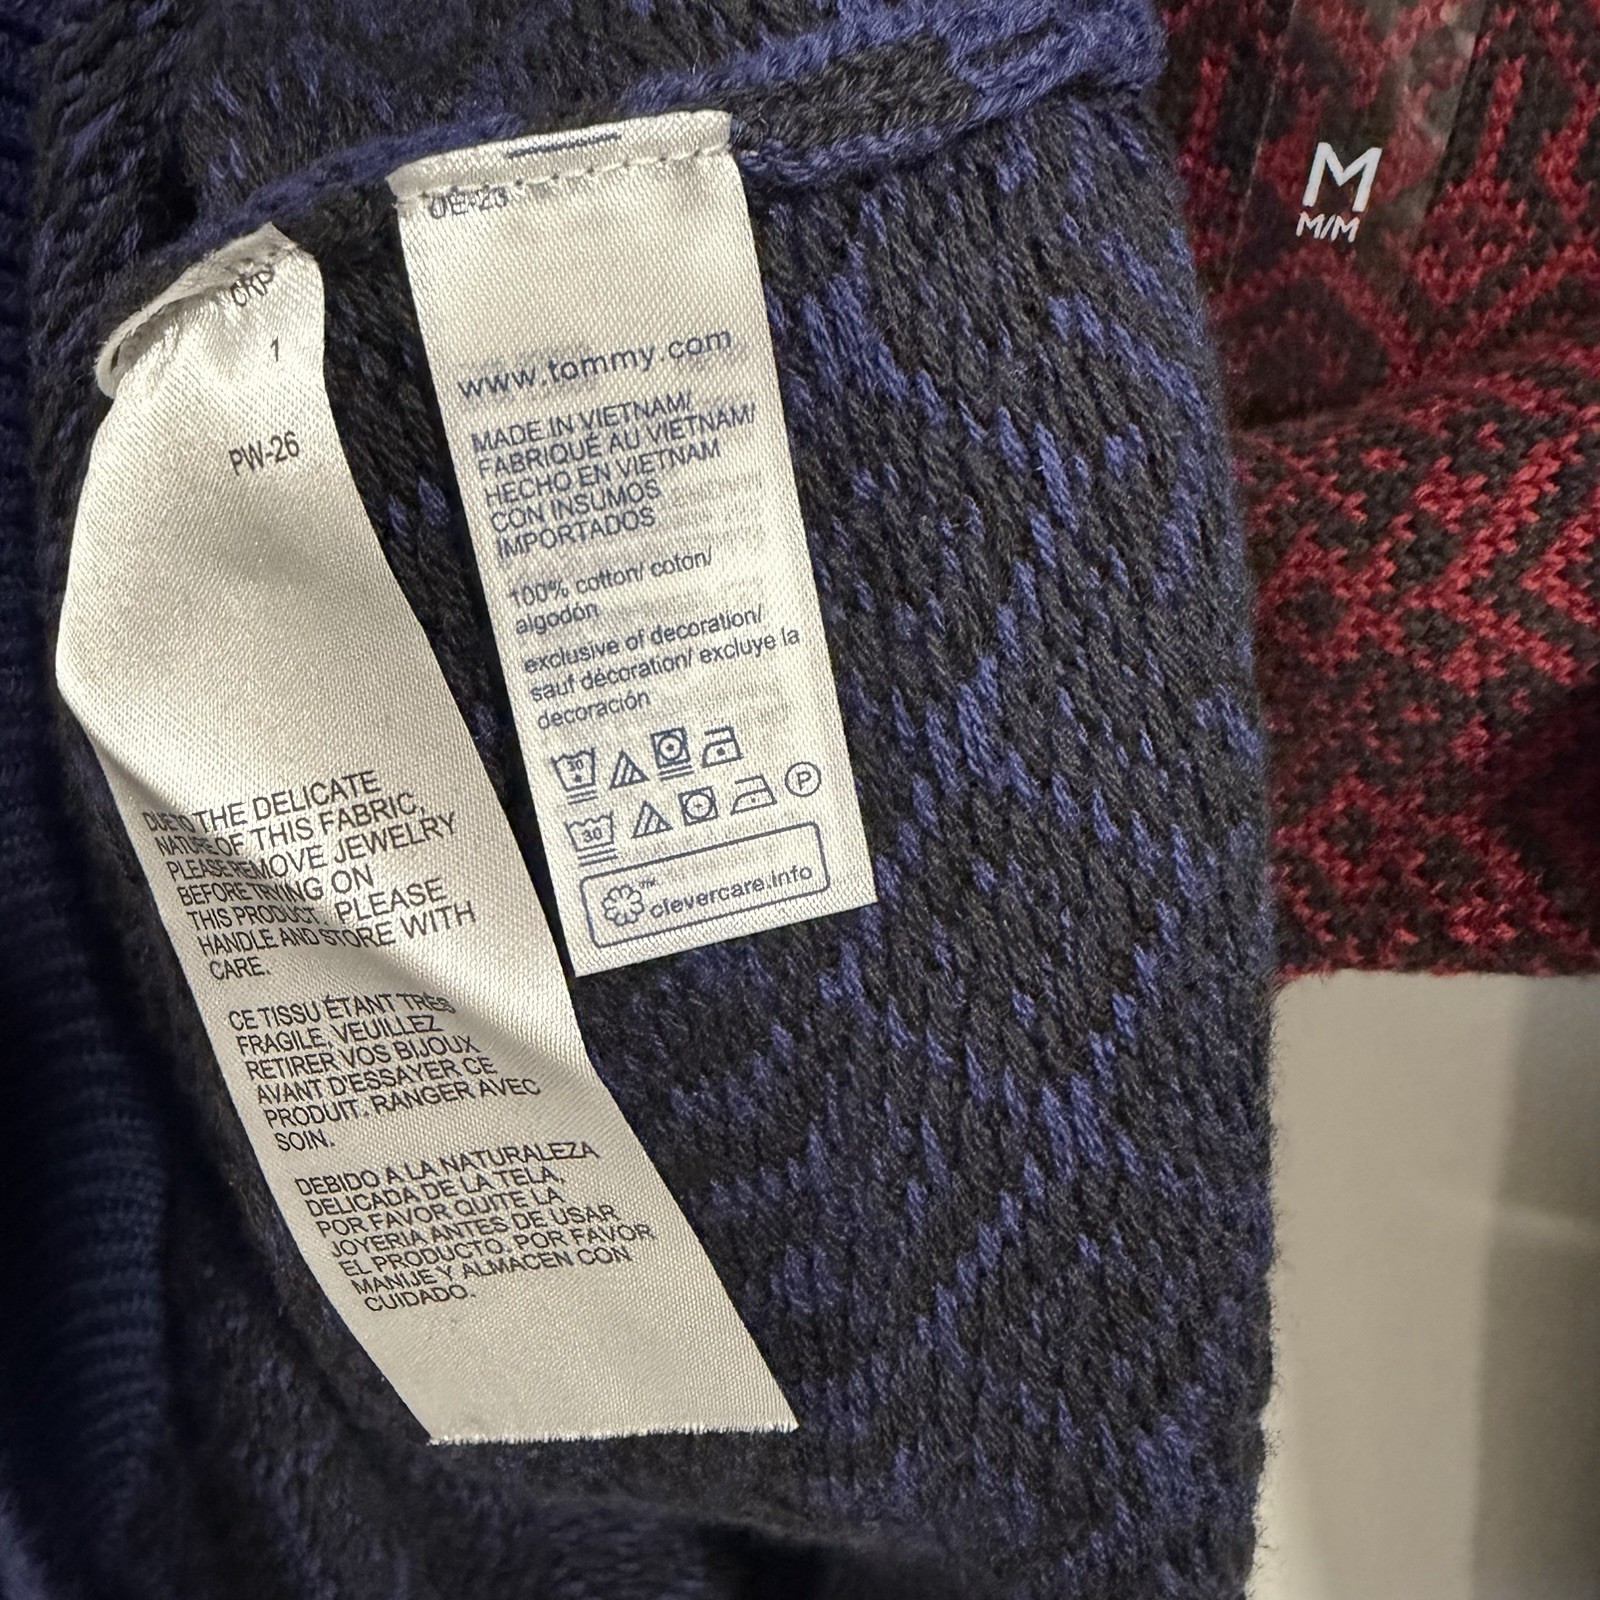 M
M/M
CKP
1
PW-26
DUE TO THE DELICATE
NATURE OF THIS FABRIC,
PLEASE REMOVE JEWELRY
BEFORE TRYING ON
THIS PRODUCT. PLEASE
HANDLE AND STORE WITH
CARE.
CE TISSU ÉTANT TRÈS
FRAGILE, VEUILLEZ
RETIRER VOS BIJOUX
AVANT D'ESSAYER CE
PRODUIT. RANGER AVEC
SOIN.
DEBIDO A LA NATURALEZA
DELICADA DE LA TELA,
POR FAVOR QUITE LA
JOYERIA ANTES DE USAR
EL PRODUCTO. POR FAVOR
MANIJE Y ALMACEN CON
CUIDADO.
www.tommy.com
MADE IN VIETNAM/
FABRIQUÉ AU VIETNAM/
HECHO EN VIETNAM
CON INSUMOS
IMPORTADOS
100% cotton/ coton/
algodón
exclusive of decoration/
sauf décoration/ excluye la
decoración
30
30 P
clevercare.info